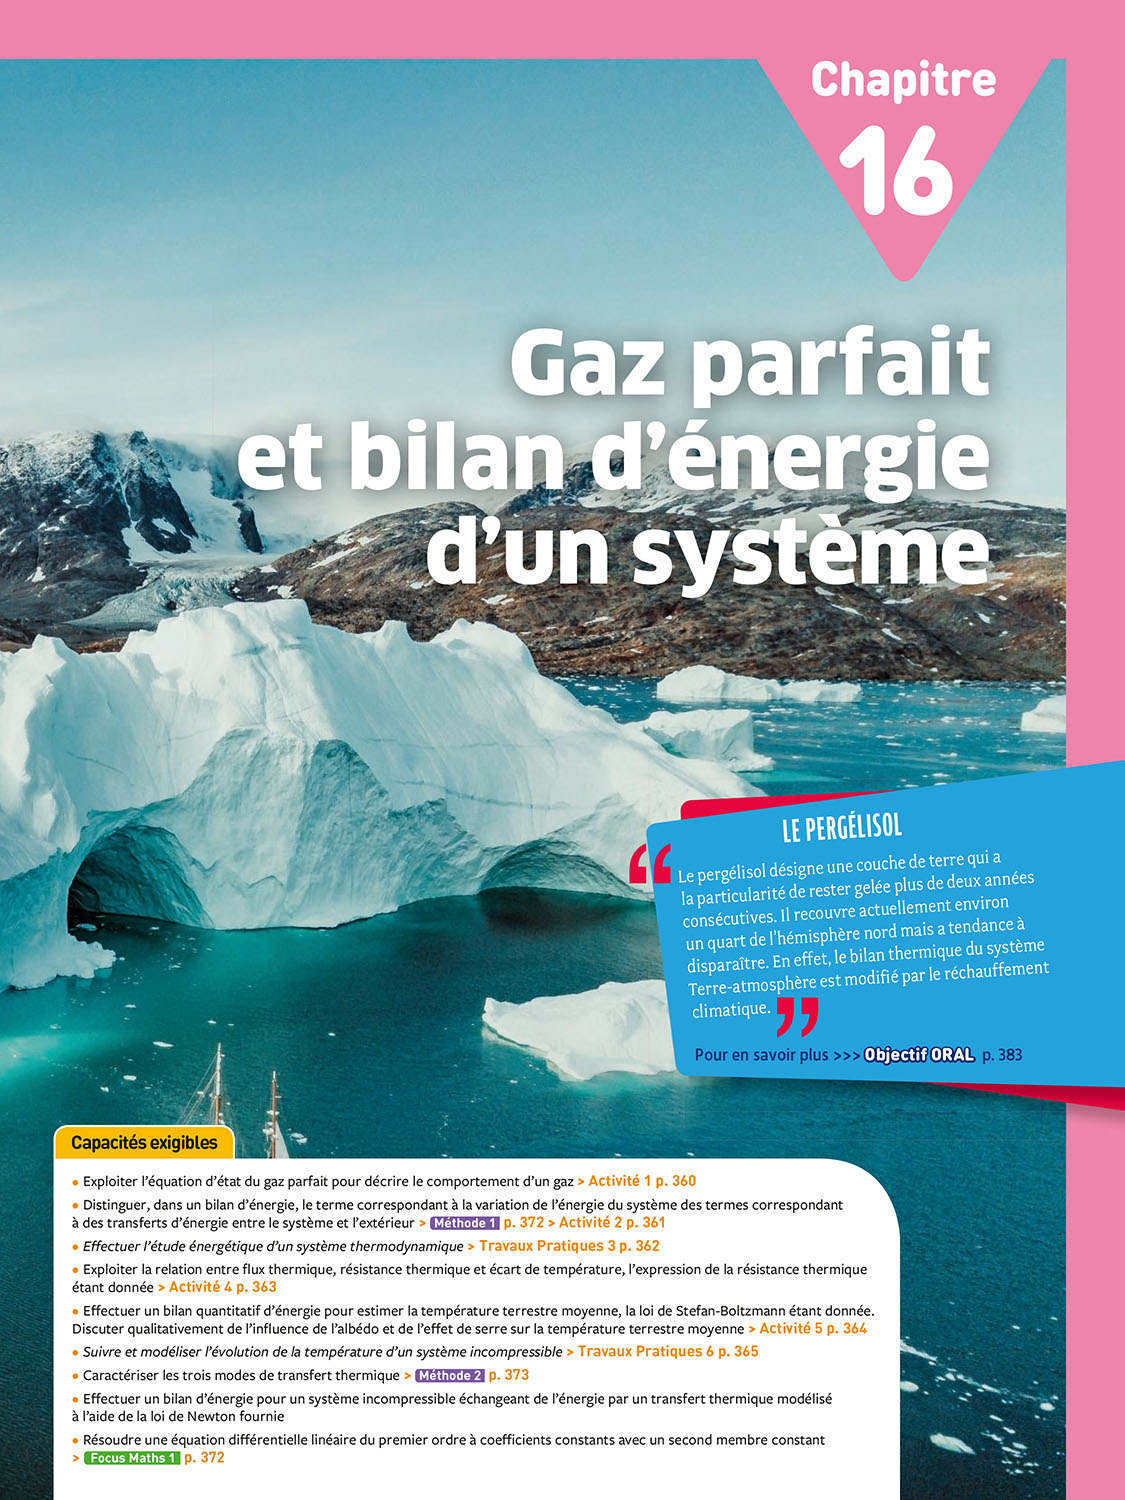 Chapitre
16
Gaz parfait
et bilan d’énergie
d’un système
LE PERGÉLISOL
“
Le pergélisol désigne une couche de terre qui a
la particularité de rester gelée plus de deux années
consécutives. Il recouvre actuellement environ
un quart de l’hémisphère nord mais a tendance à
disparaître. En effet, le bilan thermique du système
Terre-atmosphère est modifié par le réchauffement
climatique. ”
Pour en savoir plus >>> Objectif ORAL p. 383
Capacités exigibles
• Exploiter l’équation d’état du gaz parfait pour décrire le comportement d’un gaz > Activité 1 p. 360
• Distinguer, dans un bilan d’énergie, le terme correspondant à la variation de l’énergie du système des termes correspondant
à des transferts d’énergie entre le système et l’extérieur > Méthode 1 p. 372 > Activité 2 p. 361
• Effectuer l’étude énergétique d’un système thermodynamique > Travaux Pratiques 3 p. 362
• Exploiter la relation entre flux thermique, résistance thermique et écart de température, l’expression de la résistance thermique
étant donnée > Activité 4 p. 363
• Effectuer un bilan quantitatif d’énergie pour estimer la température terrestre moyenne, la loi de Stefan-Boltzmann étant donnée.
Discuter qualitativement de l’influence de l’albédo et de l’effet de serre sur la température terrestre moyenne > Activité 5 p. 364
• Suivre et modéliser l’évolution de la température d’un système incompressible > Travaux Pratiques 6 p. 365
• Caractériser les trois modes de transfert thermique > Méthode 2 p. 373
• Effectuer un bilan d’énergie pour un système incompressible échangeant de l’énergie par un transfert thermique modélisé
à l’aide de la loi de Newton fournie
• Résoudre une équation différentielle linéaire du premier ordre à coefficients constants avec un second membre constant
> Focus Maths 1 p. 372